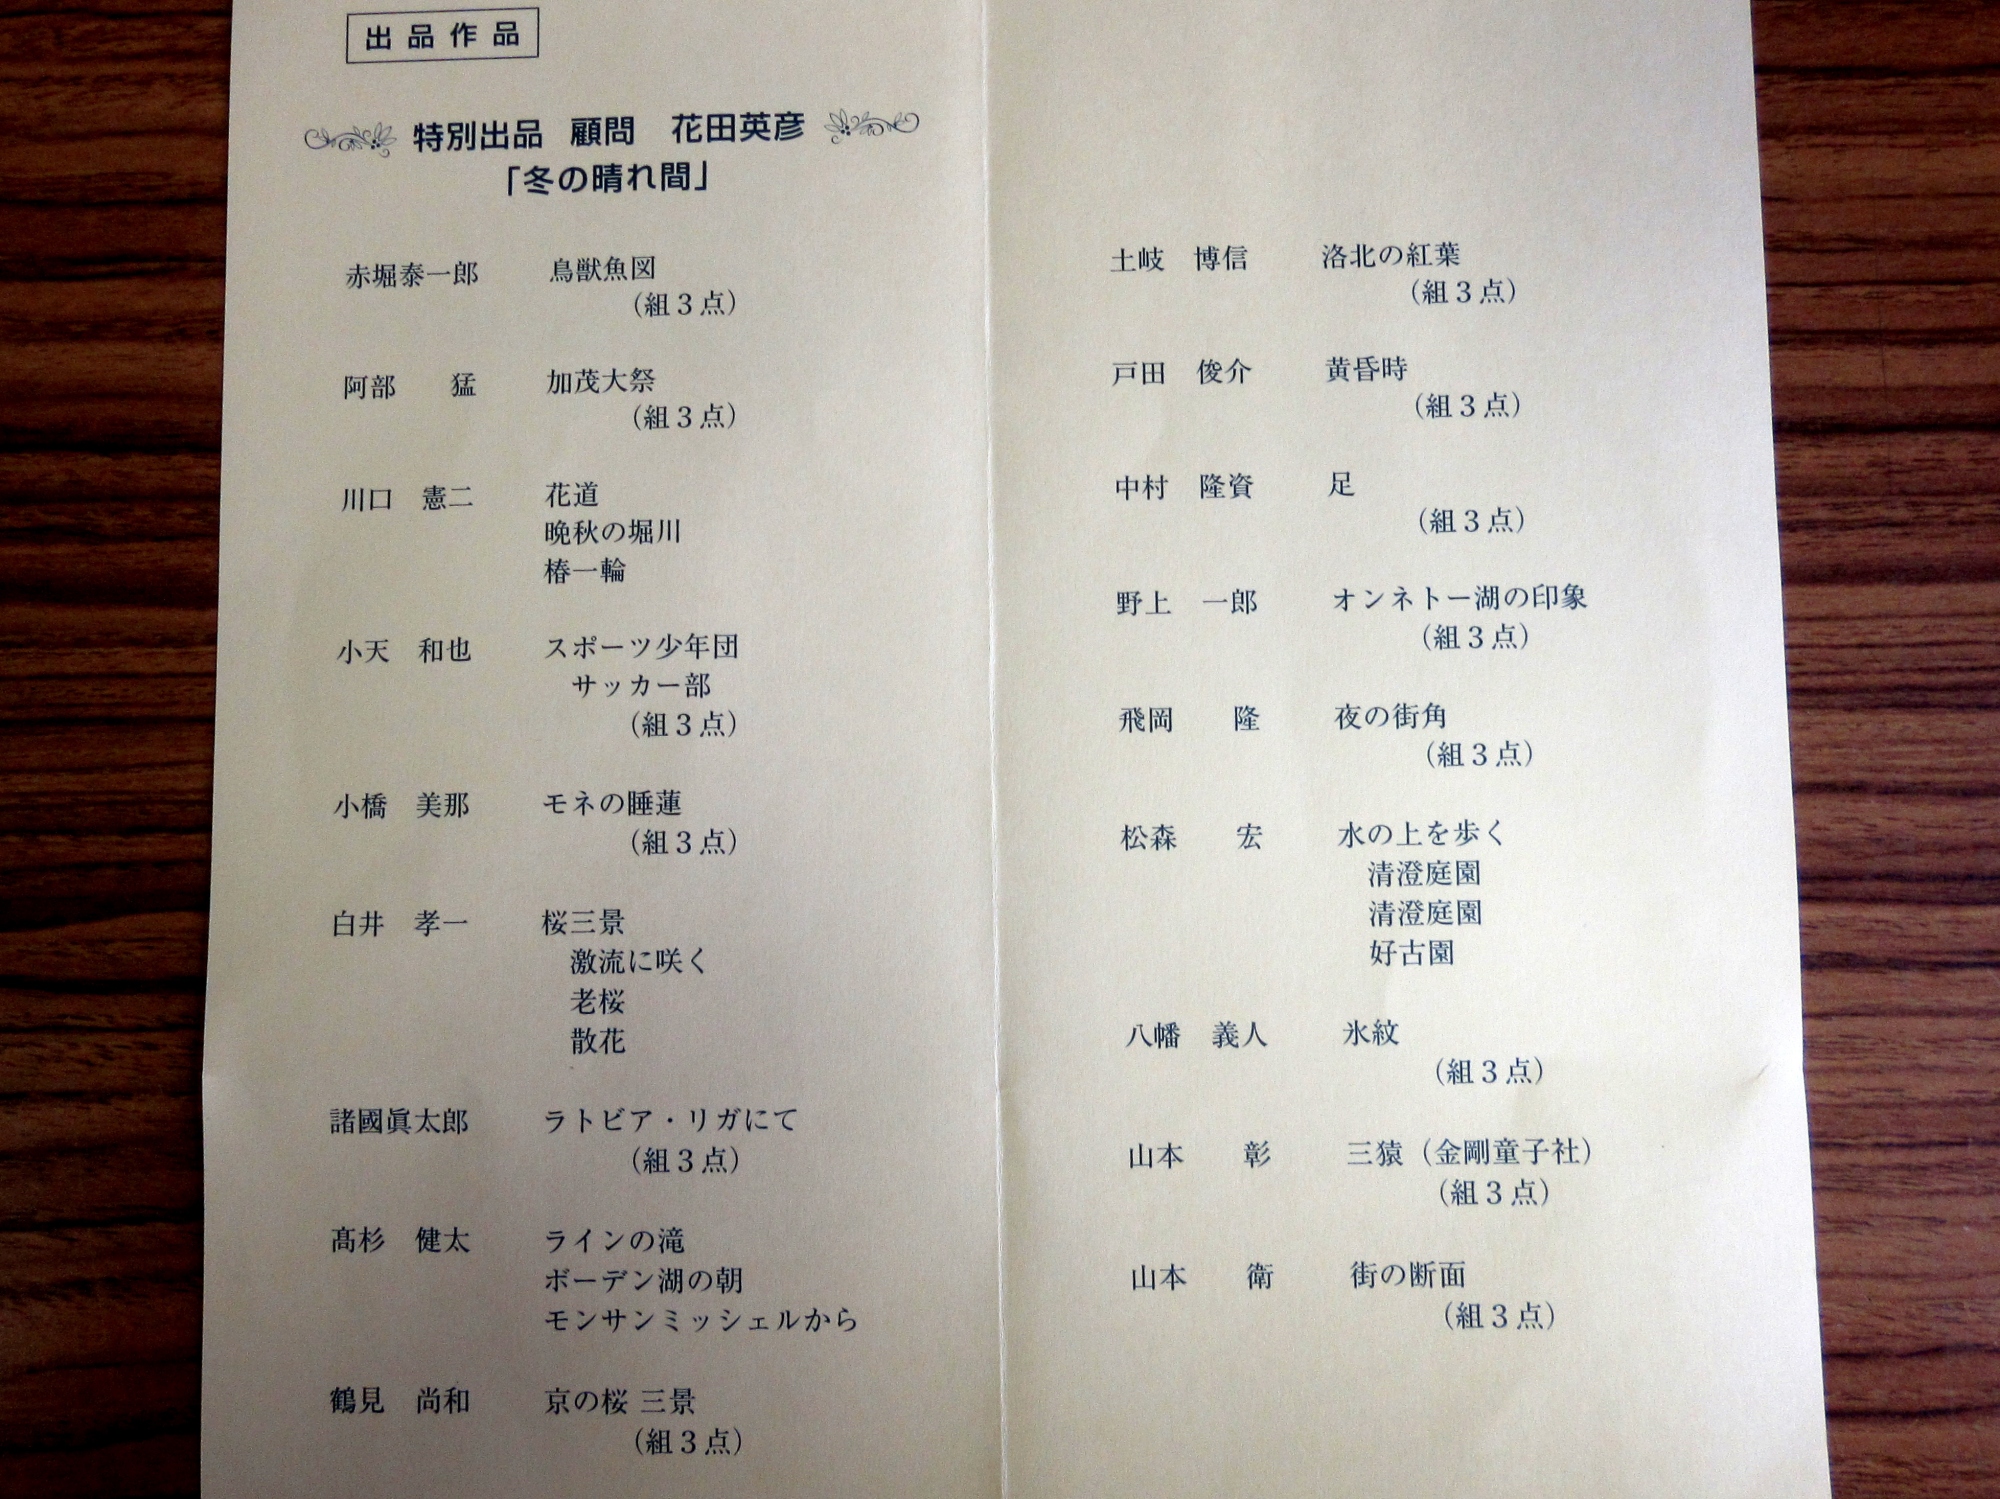 出品作品
特別出品 顧問 花田英彦
「冬の晴れ間」
赤堀泰一郎 鳥獣魚図
(組3点)
阿部 猛 加茂大祭
(組3点)
川口 憲二 花道
晩秋の堀川
椿一輪
小天 和也 スポーツ少年団
サッカー部
(組3点)
小橋 美那 モネの睡蓮
(組3点)
白井 孝一 桜三景
激流に咲く
老桜
散花
諸國眞太郎 ラトビア・リガにて
(組3点)
髙杉 健太 ラインの滝
ボーデン湖の朝
モンサンミッシェルから
鶴見 尚和 京の桜 三景
(組3点)
土岐 博信 洛北の紅葉
(組3点)
戸田 俊介 黄昏時
(組3点)
中村 隆資 足
(組3点)
野上 一郎 オンネトー湖の印象
(組3点)
飛岡 隆 夜の街角
(組3点)
松森 宏 水の上を歩く
清澄庭園
清澄庭園
好古園
八幡 義人 氷紋
(組3点)
山本 彰 三猿(金剛童子社)
(組3点)
山本 衛 街の断面
(組3点)